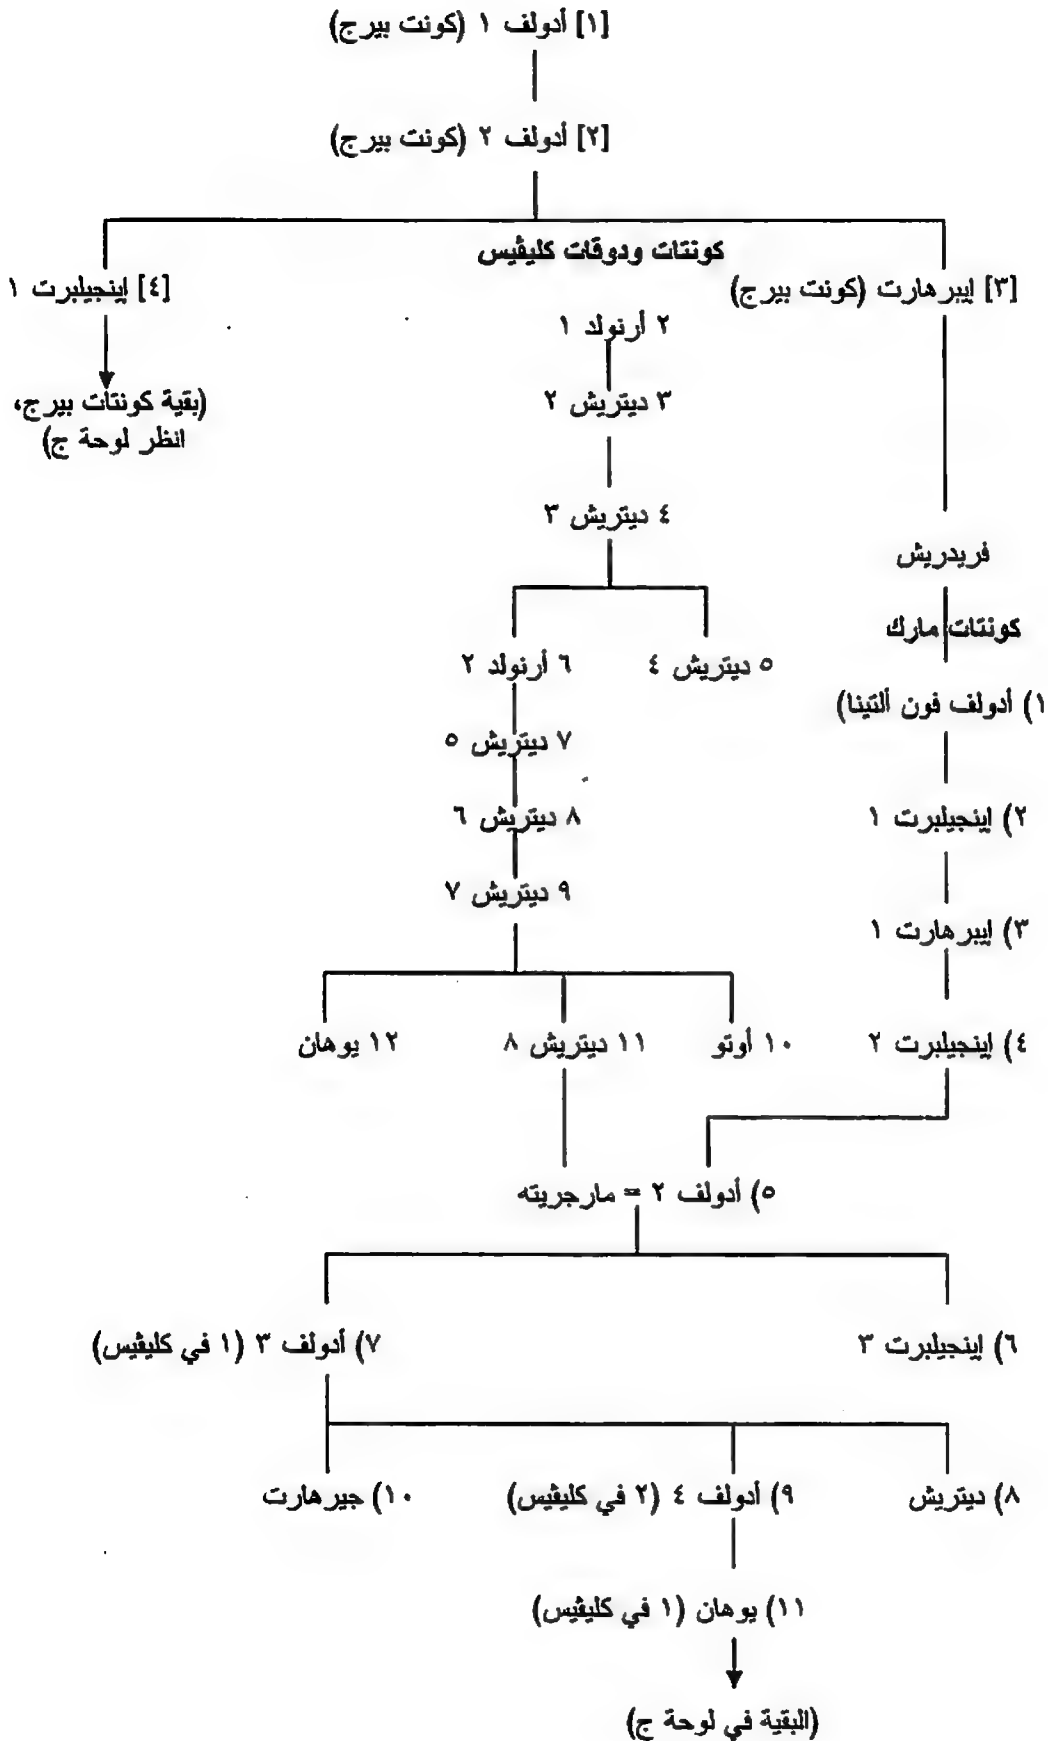 [١] أدولف ١ (كونت بيرج)
[٢] أدولف ٢ (كونت بيرج)
كونتات ودوقات كليڤيس
[٣] إيبرهارت (كونت بيرج)
[٤] إينجيلبرت ١
(بقية كونتات بيرج،
انظر لوحة ج)
٢ أرنولد ١
٣ ديتريش ٢
٤ ديتريش ٣
فريدريش
كونتات مارك
٥ ديتريش ٤
٦ أرنولد ٢
١) أدولف فون ألتينا)
٧ ديتريش ٥
٢) إينجيلبرت ١
٨ ديتريش ٦
٩ ديتريش ٧
٣) إيبرهارت ١
٤) إينجيلبرت ٢
١٠ أوتو
١١ ديتريش ٨
١٢ يوهان
٥) أدولف ٢ = مارجريته
٦) إينجيلبرت ٣
٧) أدولف ٣ (١ في كليڤيس)
٨) ديتريش
٩) أدولف ٤ (٢ في كليڤيس)
١٠) جيرهارت
١١) يوهان (١ في كليڤيس)
(البقية في لوحة ج)